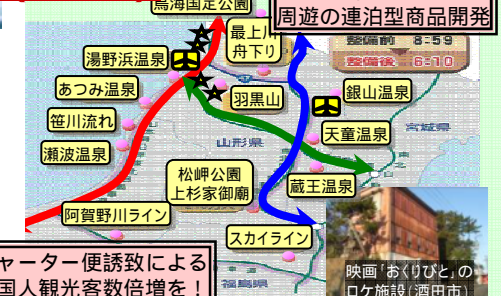 鳥海国定公園
周遊の連泊型商品開発
整備前 8:59
整備後 6:10
最上川
舟下り
湯野浜温泉
あつみ温泉
羽黒山
銀山温泉
笹川流れ
宮城県
天童温泉
山形県
瀬波温泉
松岬公園
上杉家御廟
蔵王温泉
阿賀野川ライン
スカイライン
ャーター便誘致による
国人観光客数倍増を！
福島県
映画「おくりびと」の
ロケ施設(酒田市)